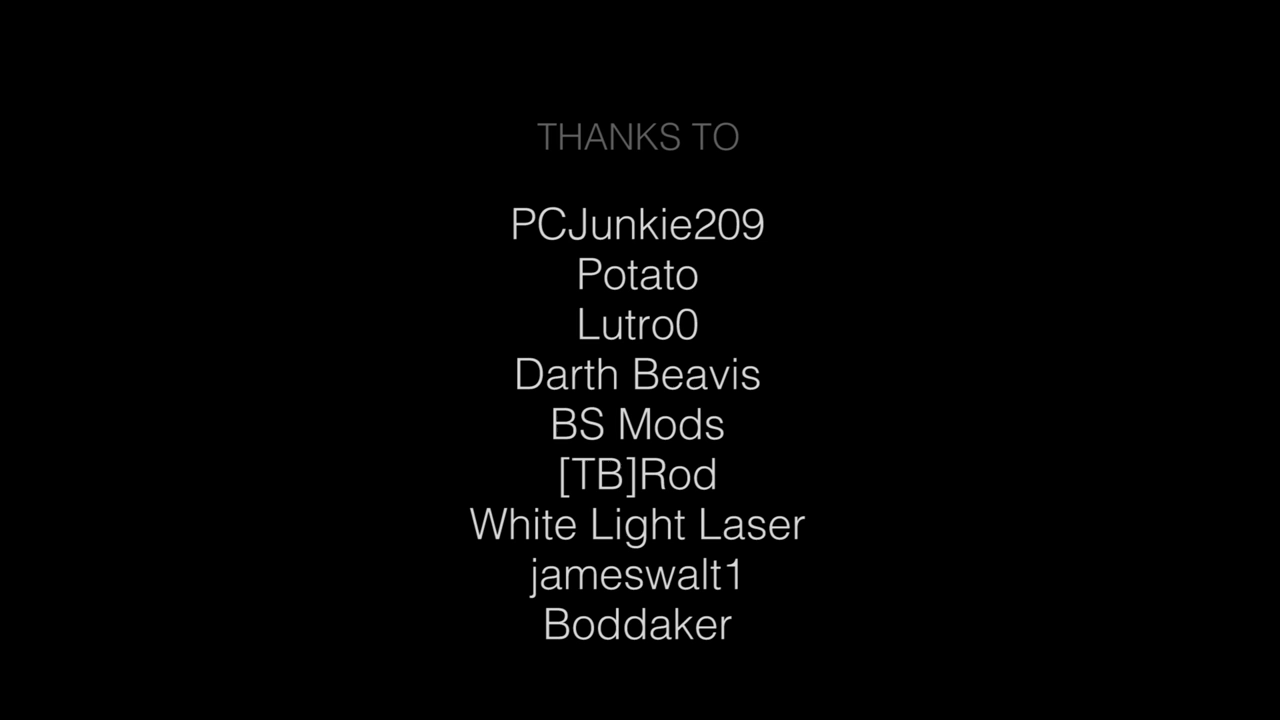 THANKS TO
PCJunkie209
Potato
Lutro0
Darth Beavis
BS Mods
[TB]Rod
White Light Laser
jameswalt1
Boddaker